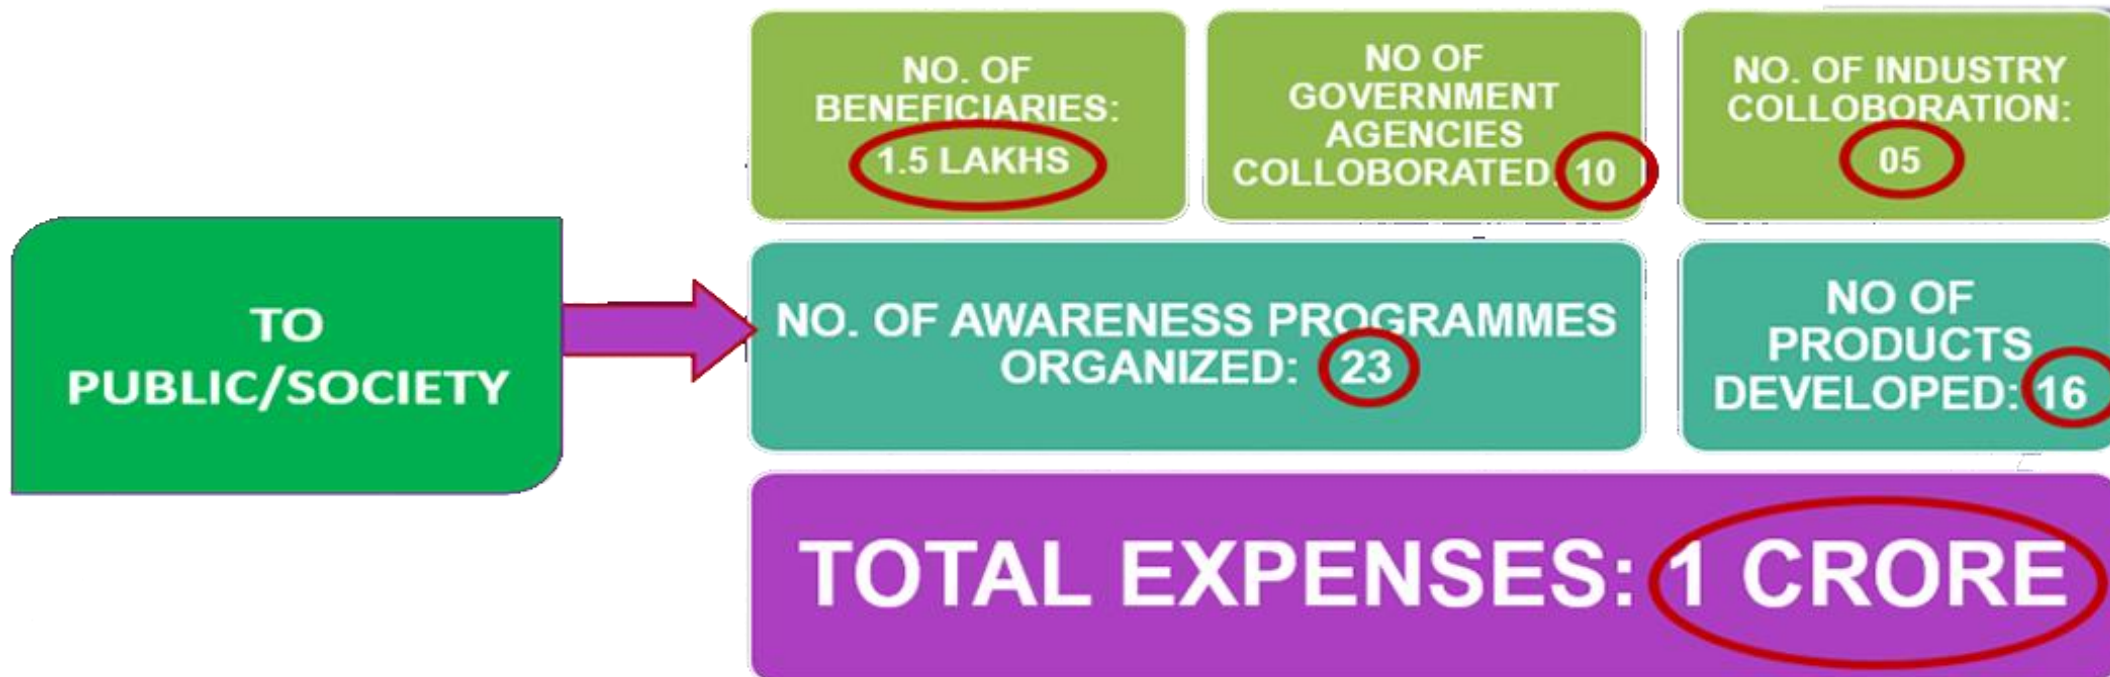 TO
PUBLIC/SOCIETY
NO. OF
BENEFICIARIES:
1.5 LAKHS
NO OF
GOVERNMENT
AGENCIES
COLLOBORATED: 10
NO. OF INDUSTRY
COLLOBORATION:
05
NO. OF AWARENESS PROGRAMMES
ORGANIZED: 23
NO OF
PRODUCTS
DEVELOPED: 16
TOTAL EXPENSES: 1 CRORE